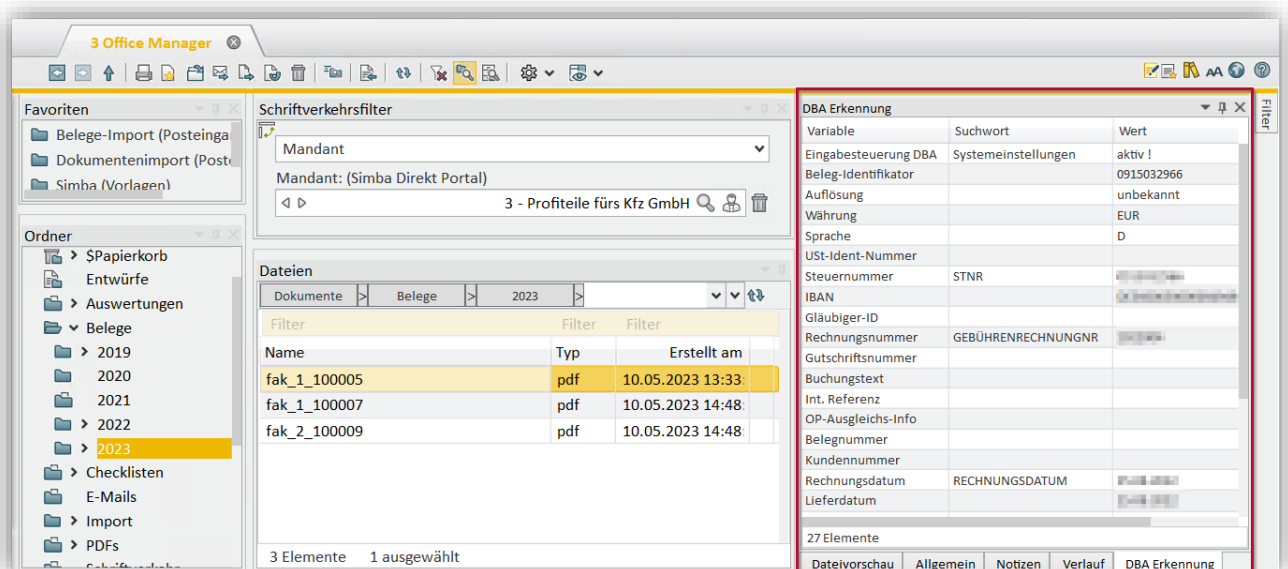 3 Office Manager
AA
Favoriten
Belege-Import (Posteinga
Dokumentenimport (Poste
Simba (Vorlagen)
Ordner
$Papierkorb
Entwürfe
Auswertungen
Belege
2019
2020
2021
2022
2023
Checklisten
E-Mails
Import
PDFs
Schriftverkehr
Schriftverkehrsfilter
Mandant
Mandant: (Simba Direkt Portal)
3 - Profiteile fürs Kfz GmbH
Dateien
Dokumente > Belege > 2023 >
Filter Filter Filter
Name Typ Erstellt am
fak_1_100005 pdf 10.05.2023 13:33:
fak_1_100007 pdf 10.05.2023 14:48:
fak_2_100009 pdf 10.05.2023 14:48:
3 Elemente 1 ausgewählt
DBA Erkennung
Variable Suchwort Wert
Eingabesteuerung DBA Systemeinstellungen aktiv !
Beleg-Identifikator 0915032966
Auflösung unbekannt
Währung EUR
Sprache D
USt-Ident-Nummer
Steuernummer STNR
IBAN
Gläubiger-ID
Rechnungsnummer GEBÜHRENRECHNUNGNR
Gutschriftsnummer
Buchungstext
Int. Referenz
OP-Ausgleichs-Info
Belegnummer
Kundennummer
Rechnungsdatum RECHNUNGSDATUM
Lieferdatum
27 Elemente
Dateivorschau Allgemein Notizen Verlauf DBA Erkennung
Filter